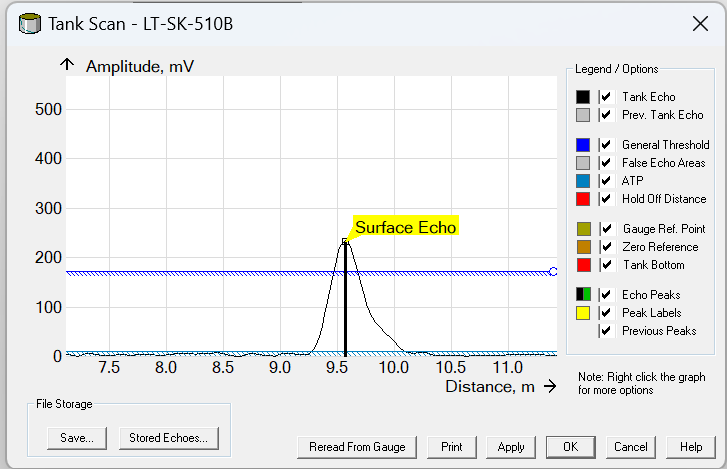 Tank Scan - LT-SK-510B
Amplitude, mV
500
400
300
200
100
0
Surface Echo
7.5 8.0 8.5 9.0 9.5 10.0 10.5 11.0
Distance, m
Legend / Options
Tank Echo
Prev. Tank Echo
General Threshold
False Echo Areas
ATP
Hold Off Distance
Gauge Ref. Point
Zero Reference
Tank Bottom
Echo Peaks
Peak Labels
Previous Peaks
Note: Right click the graph
for more options
File Storage
Save... Stored Echoes...
Reread From Gauge Print Apply OK Cancel Help